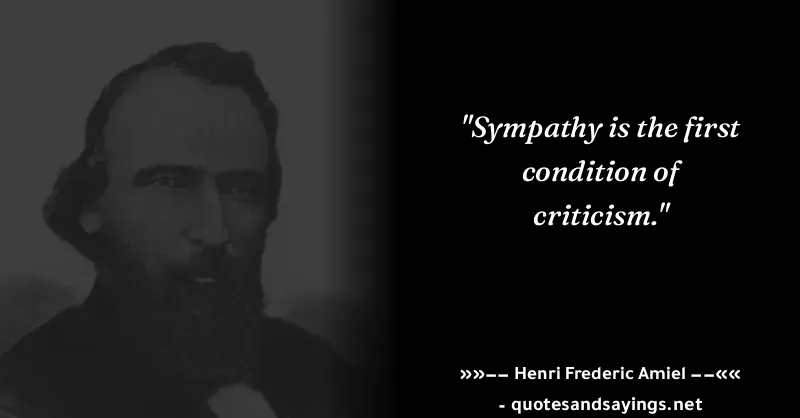 "Sympathy is the first
condition of
criticism."
»»−− Henri Frederic Amiel −−««
- quotesandsayings.net